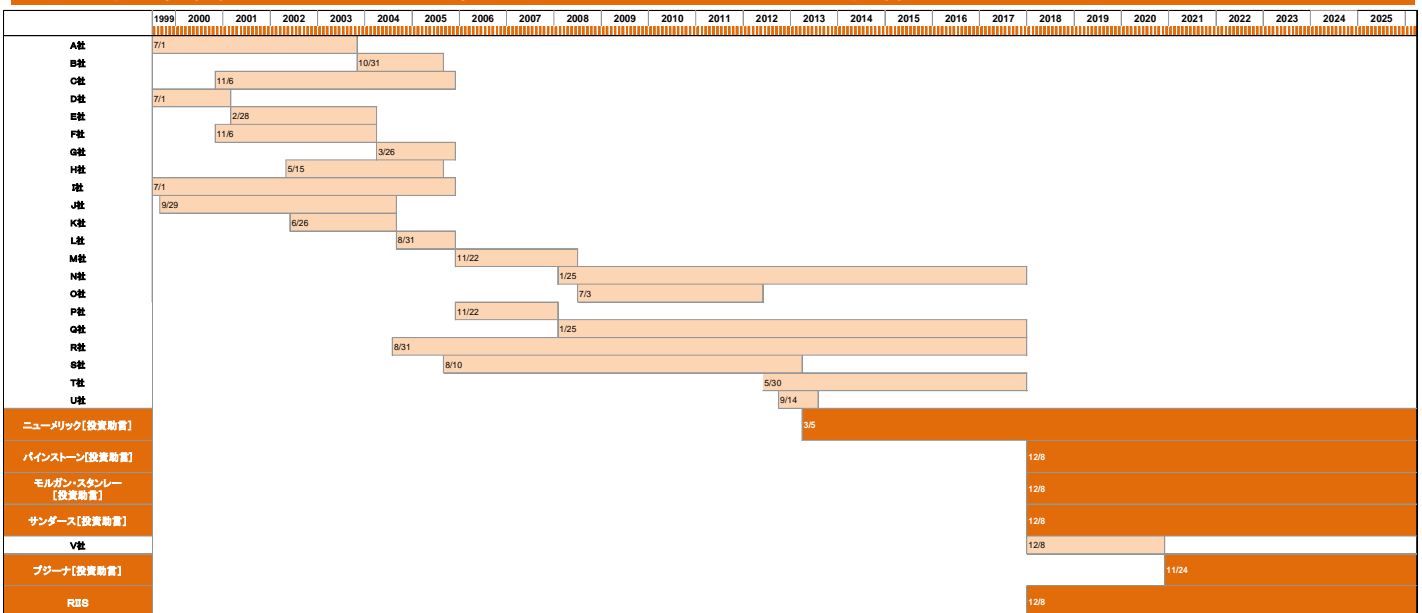 1999 2000 2001 2002 2003 2004 2005 2006 2007 2008 2009 2010 2011 2012 2013 2014 2015 2016 2017 2018 2019 2020 2021 2022 2023 2024 2025
A社 7/1
B社 10/31
C社 11/6
D社 7/1
E社 2/28
F社 11/6
G社 3/26
H社 5/15
I社 7/1
J社 9/29
K社 6/26
L社 8/31
M社 11/22
N社 1/25
O社 7/3
P社 11/22
Q社 1/25
R社 8/31
S社 8/10
T社 5/30
U社 9/14
ニューメリック[投資助言] 3/5
パインストーン[投資助言] 12/8
モルガン・スタンレー
[投資助言] 12/8
サンダース[投資助言] 12/8
V社 12/8
プジーナ[投資助言] 11/24
RIIS 12/8